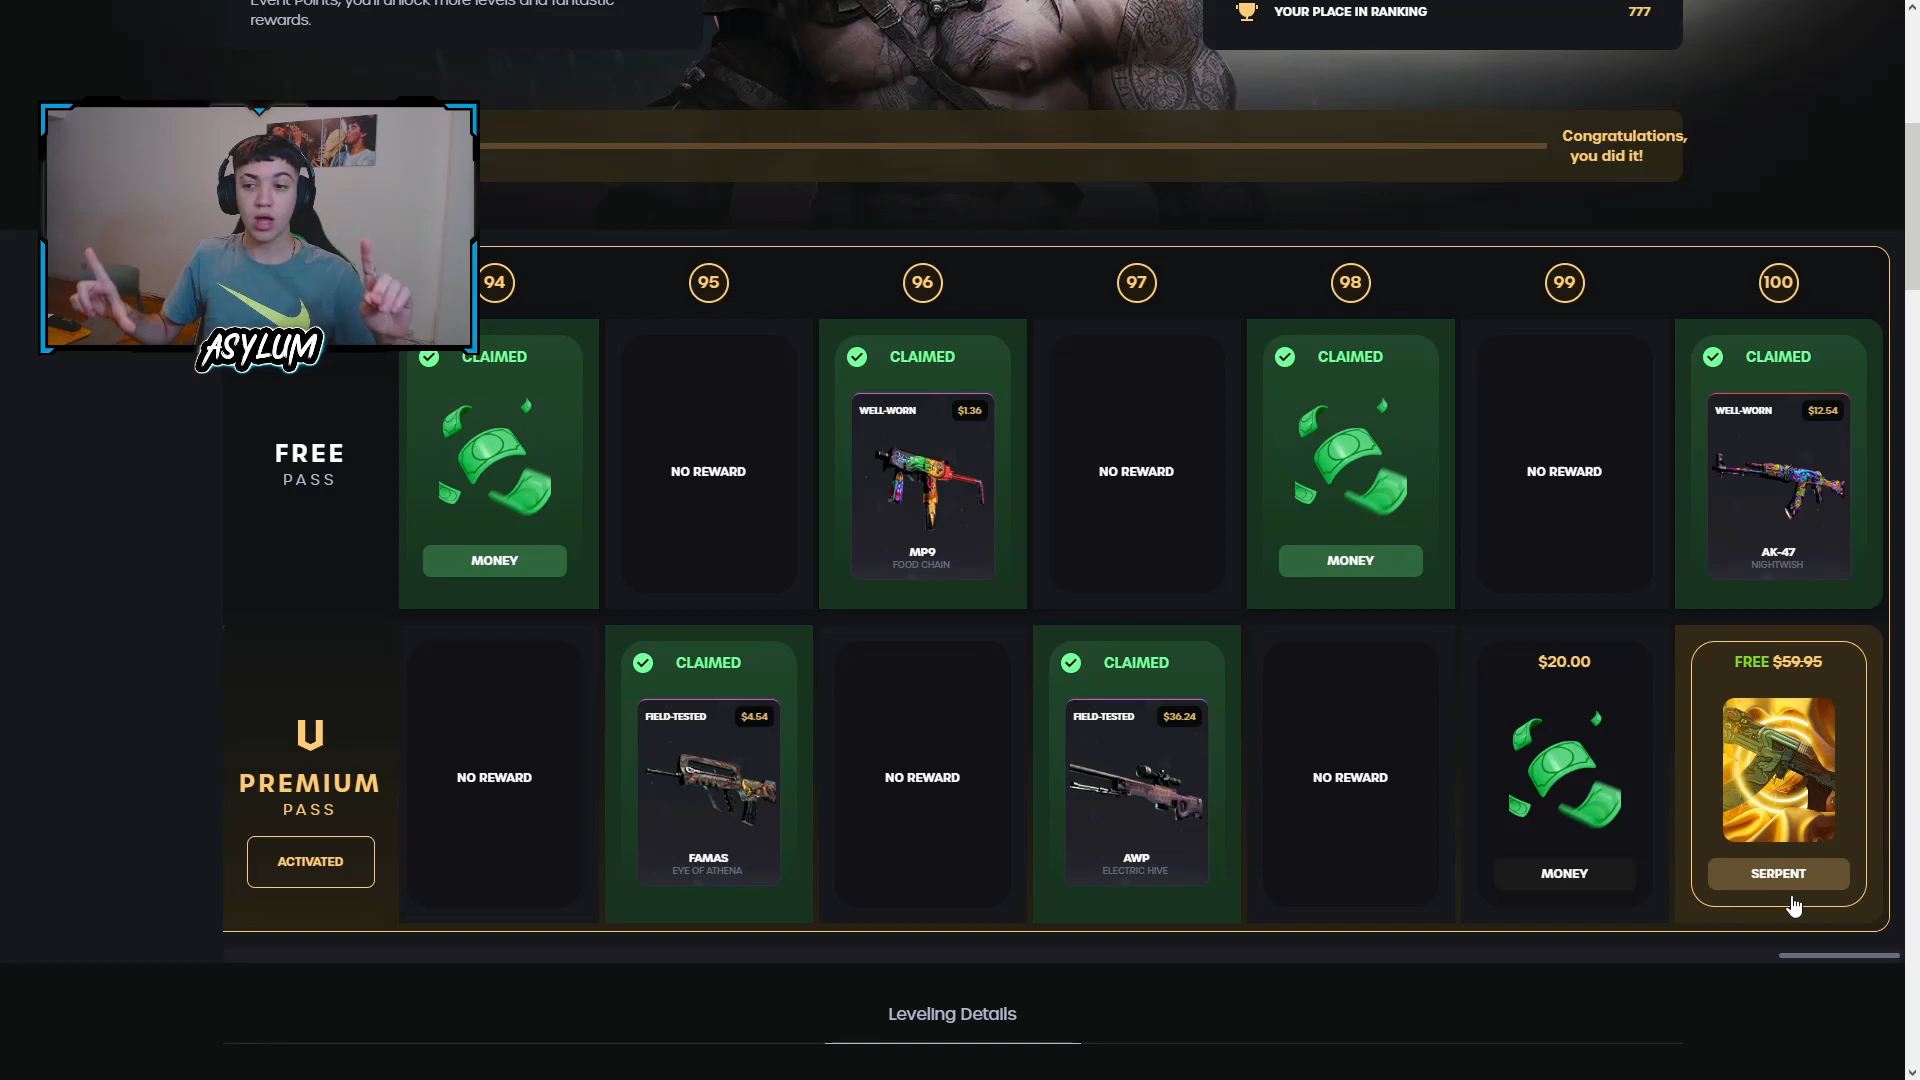 Event Points, you'll unlock more levels and fantastic
rewards.
YOUR PLACE IN RANKING
777
Congratulations,
you did it!
94
95
96
97
98
99
100
ASYLUM
FREE
PASS
CLAIMED
MONEY
NO REWARD
CLAIMED
WELL-WORN
$1.36
MP9
FOOD CHAIN
NO REWARD
CLAIMED
MONEY
NO REWARD
CLAIMED
WELL-WORN
$12.54
AK-47
NIGHTWISH
PREMIUM
PASS
ACTIVATED
NO REWARD
CLAIMED
FIELD-TESTED
$4.54
FAMAS
EYE OF ATHENA
NO REWARD
CLAIMED
FIELD-TESTED
$36.24
AWP
ELECTRIC HIVE
NO REWARD
$20.00
MONEY
FREE $59.95
SERPENT
Leveling Details